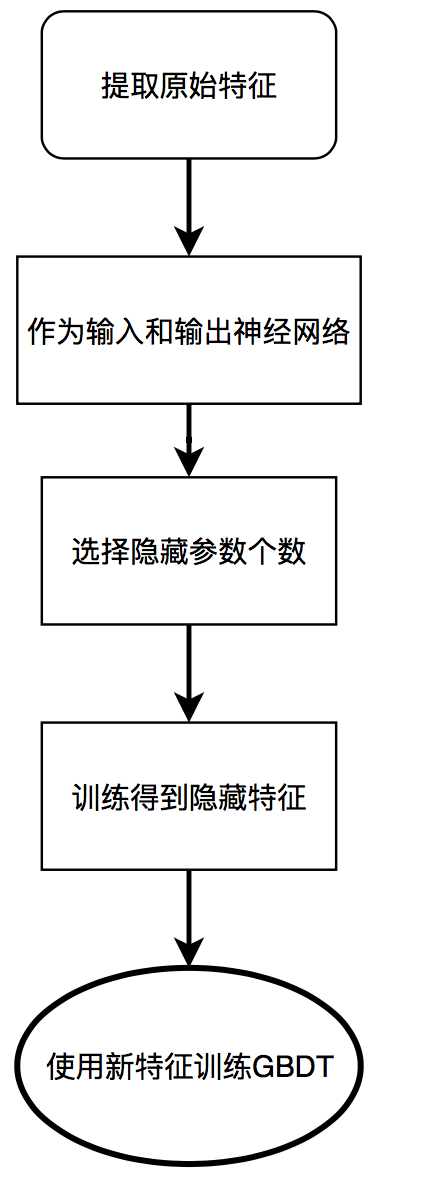 提取原始特征
作为输入和输出神经网络
选择隐藏参数个数
训练得到隐藏特征
使用新特征训练GBDT